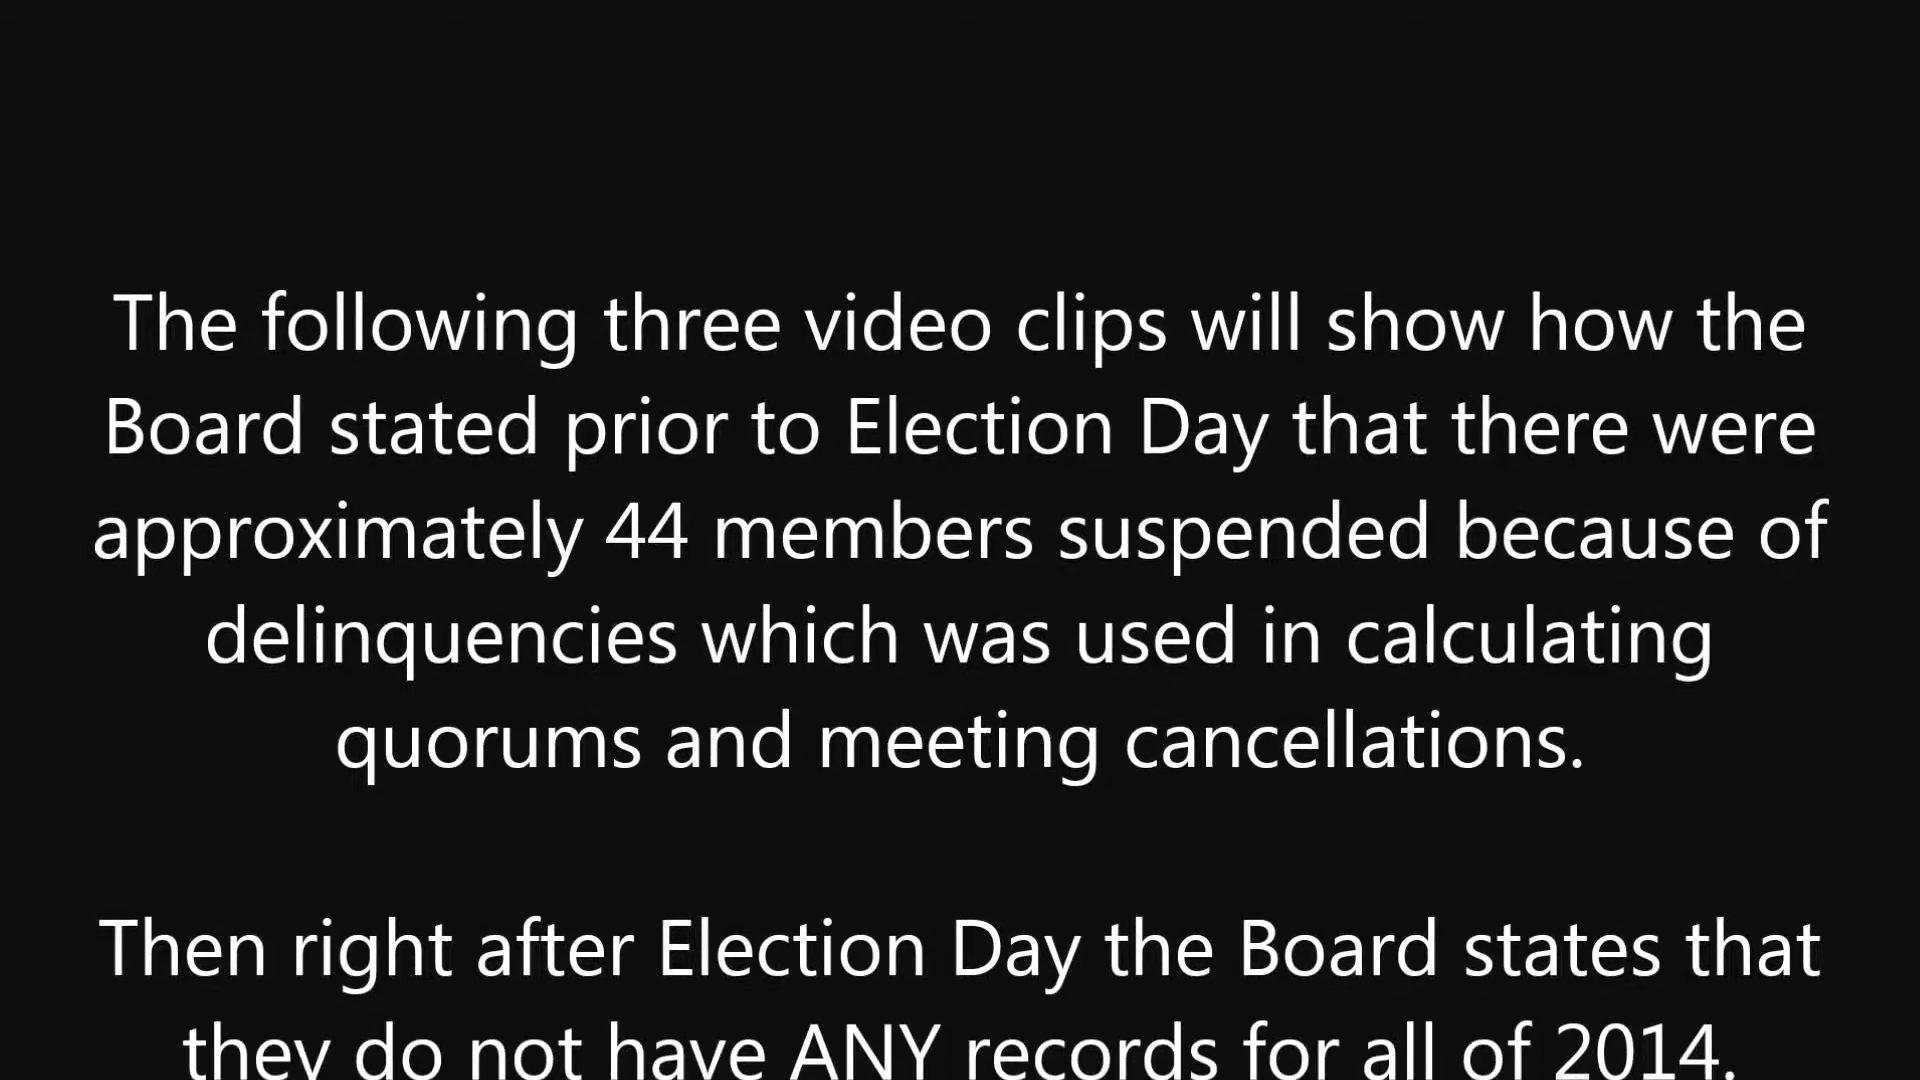 The following three video clips will show how the
Board stated prior to Election Day that there were
approximately 44 members suspended because of
delinquencies which was used in calculating
quorums and meeting cancellations.
Then right after Election Day the Board states that
they do not have ANY records for all of 2014.